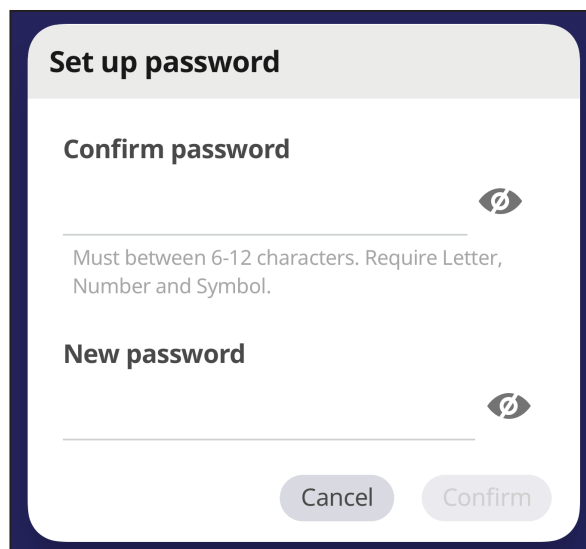 Set up password
Confirm password
Must between 6-12 characters. Require Letter,
Number and Symbol.
New password
Cancel
Confirm